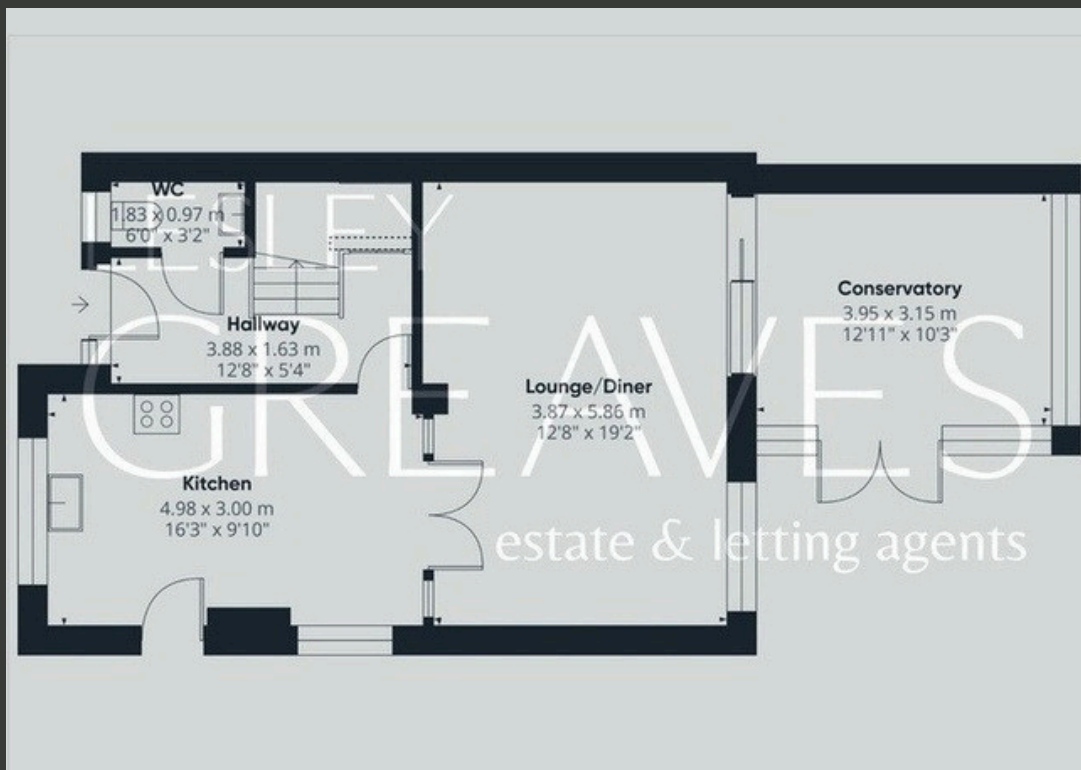 WC
1.83 x 0.97 m
6'0" x 3'2"
LESLEY
Hallway
3.88 x 1.63 m
12'8" x 5'4"
Conservatory
3.95 x 3.15 m
12'11" x 10'3"
GREAVES
Lounge/Diner
3.87 x 5.86 m
12'8" x 19'2"
Kitchen
4.98 x 3.00 m
16'3" x 9'10"
estate & letting agents